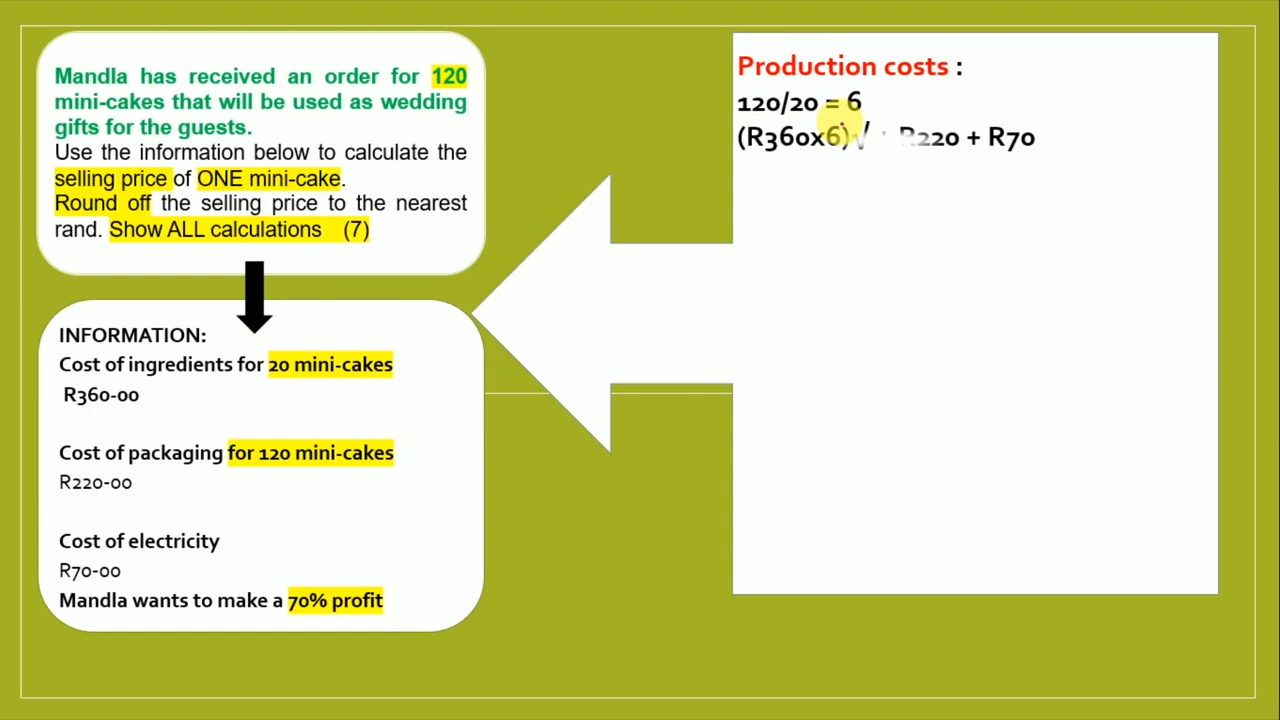 Mandla has received an order for 120
mini-cakes that will be used as wedding
gifts for the guests.
Use the information below to calculate the
selling price of ONE mini-cake.
Round off the selling price to the nearest
rand. Show ALL calculations (7)
INFORMATION:
Cost of ingredients for 20 mini-cakes
R360-00
Cost of packaging for 120 mini-cakes
R220-00
Cost of electricity
R70-00
Mandla wants to make a 70% profit
Production costs :
120/20 = 6
(R360x6)√ + R220 + R70